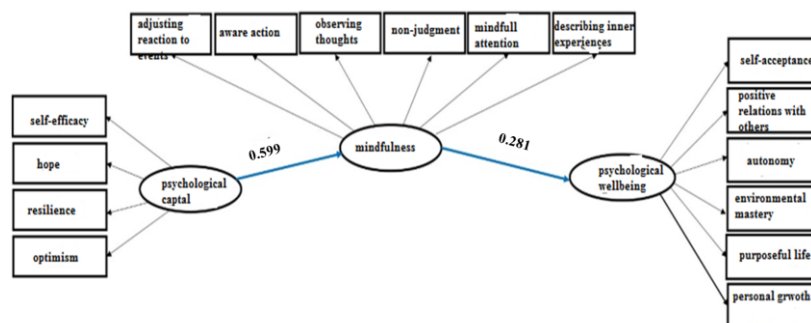 adjusting
reaction to
events
aware action
observing
thoughts
non-judgment
mindfull
attention
describing inner
experiences
self-efficacy
hope
resilience
optimism
psychological
captal
0.599
mindfulness
0.281
psychological
wellbeing
self-acceptance
positive
relations with
others
autonomy
environmental
mastery
purposeful life
personal grwoth